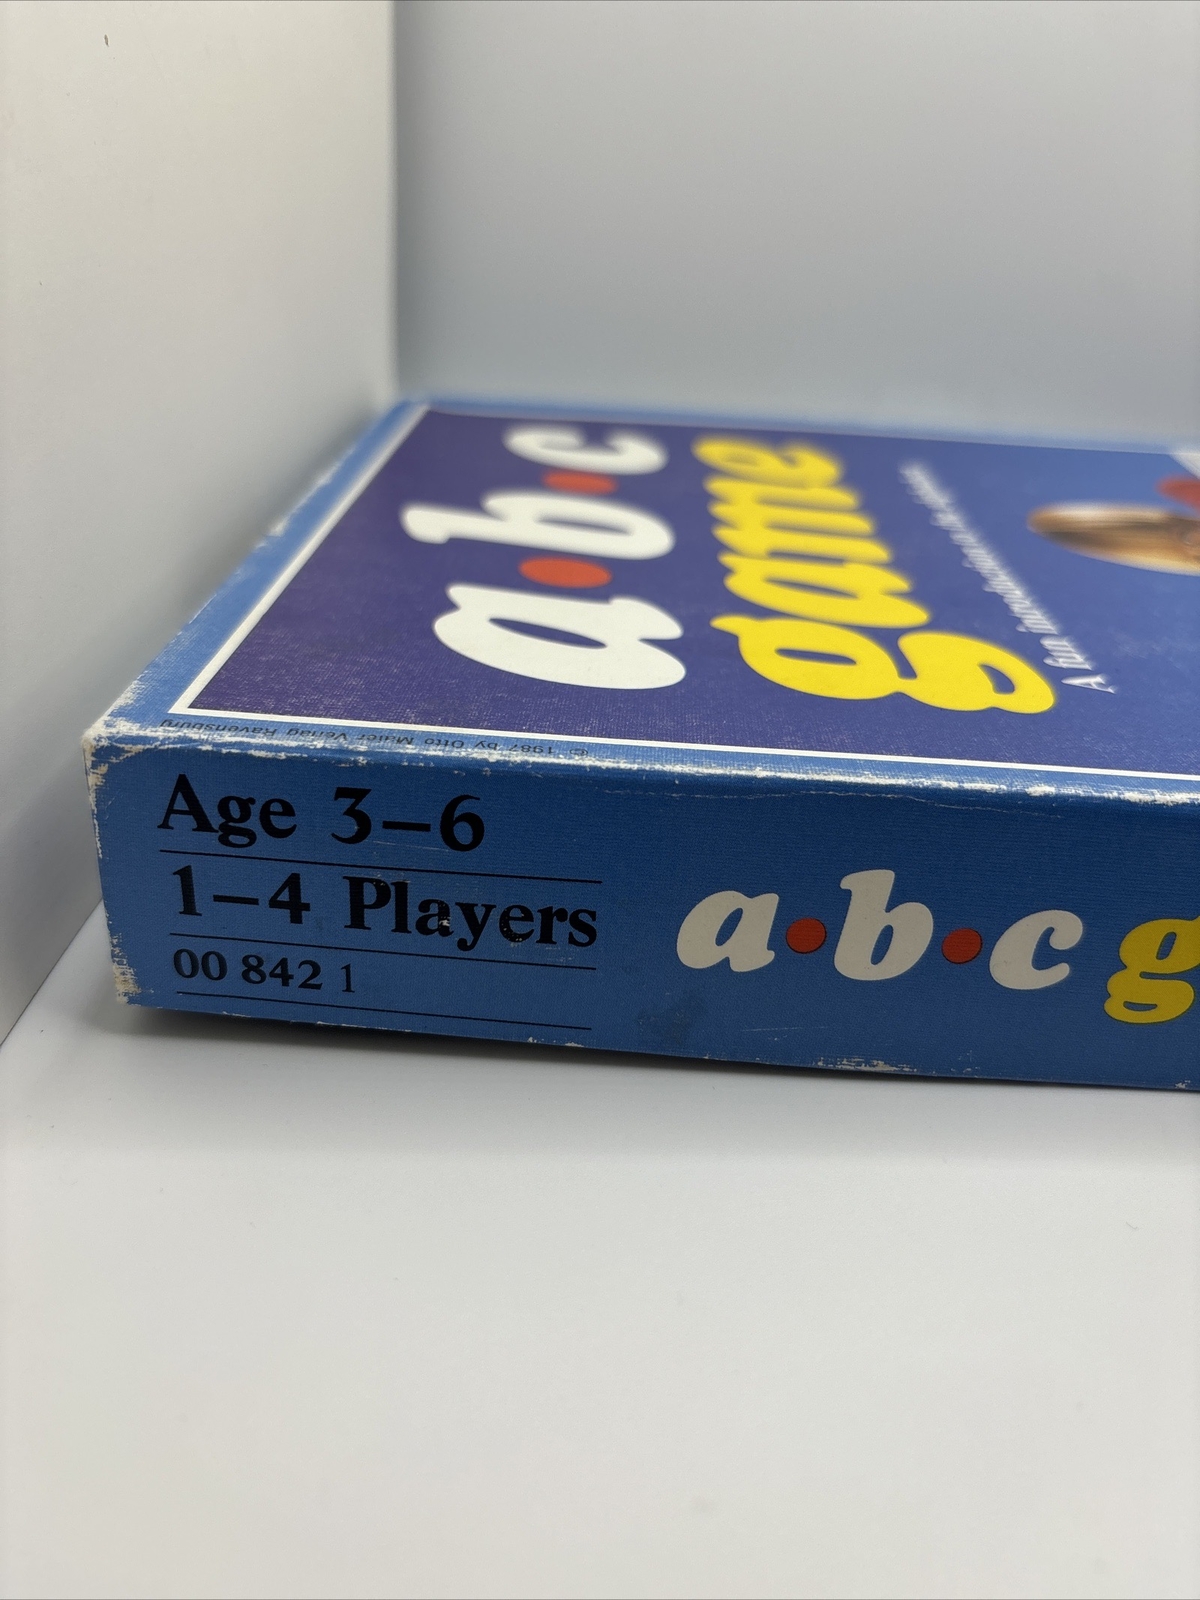 a•b•c
game
A fun introduction to the
© 1987 by Otto Maier Verlag Ravensburg
Age 3–6
1–4 Players
00 842 1
a•b•c g